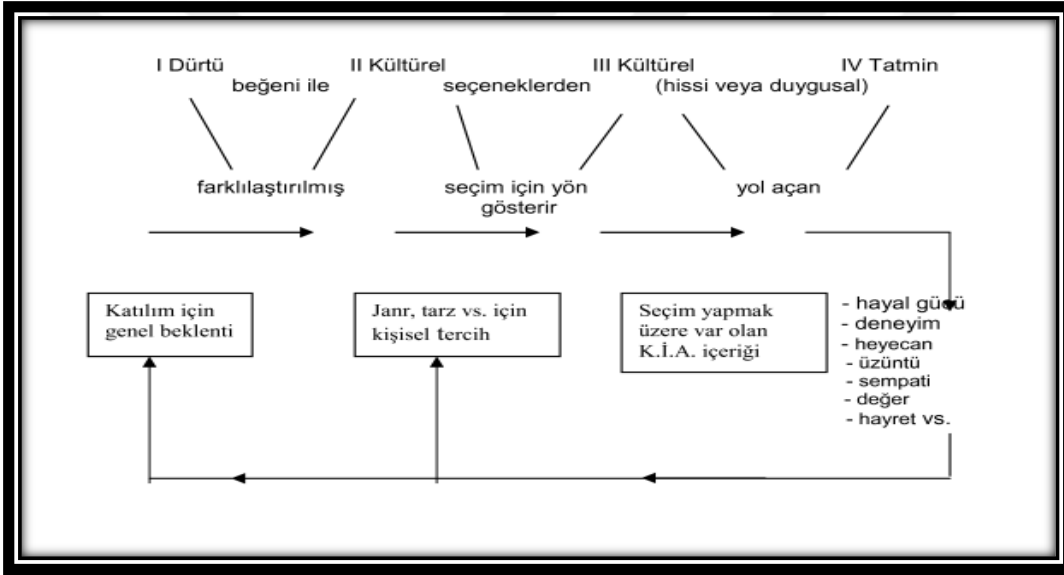 I Dürtü II Kültürel III Kültürel IV Tatmin
beğeni ile seçeneklerden (hissi veya duygusal)
farklılaştırılmış seçim için yön yol açan
gösterir
Katılım için
genel beklenti
Janr, tarz vs. için
kişisel tercih
Seçim yapmak
üzere var olan
K.İ.A. içeriği
- hayal gücü
- deneyim
- heyecan
- üzüntü
- sempati
- değer
- hayret vs.